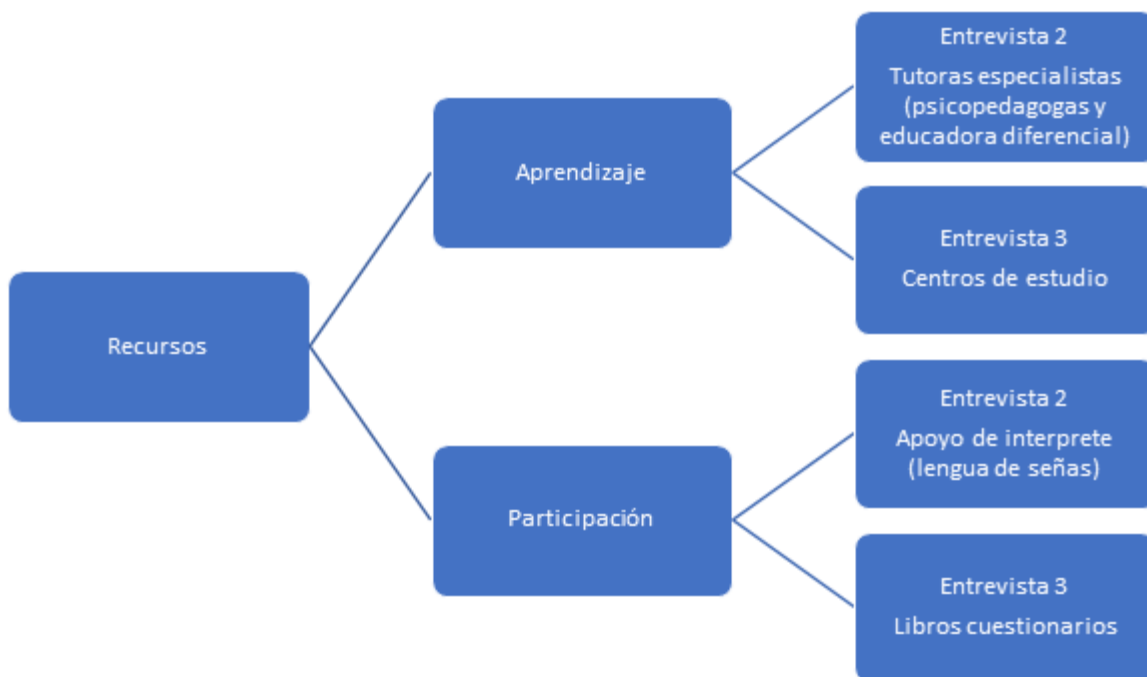 Recursos
Aprendizaje
Entrevista 2
Tutoras especialistas
(psicopedagogas y
educadora diferencial)
Entrevista 3
Centros de estudio
Participación
Entrevista 2
Apoyo de interprete
(lengua de señas)
Entrevista 3
Libros cuestionarios